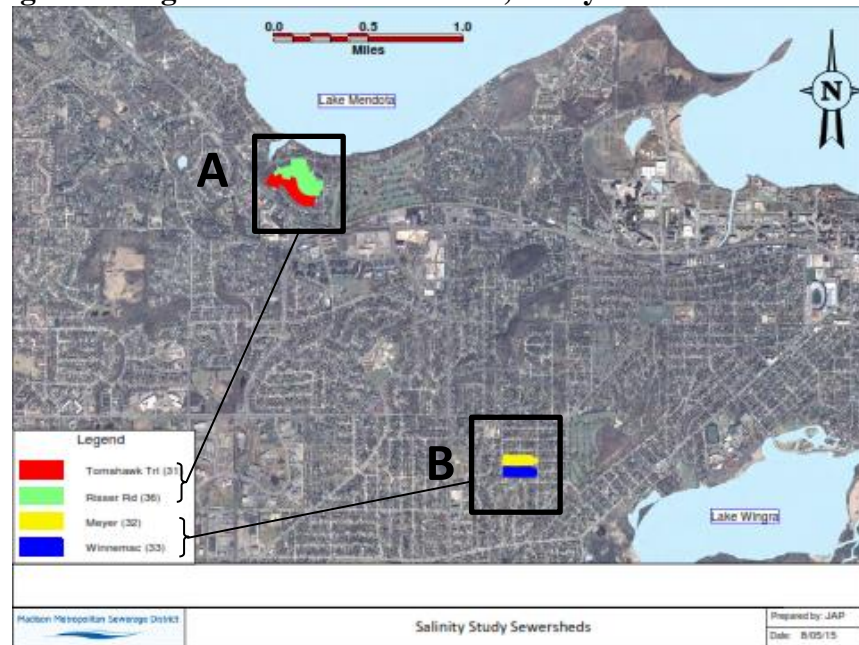 0.0 0.5 1.0
Miles
Lake Mendota
N
A
B
Legend
Tomahawk Trl (31
Risser Rd (36)
Meyer (32)
Winnemac (33)
Lake Wingra
Madison Metropolitan Sewerage District
Salinity Study Sewersheds
Prepared by: JAP
Date: 8/05/15